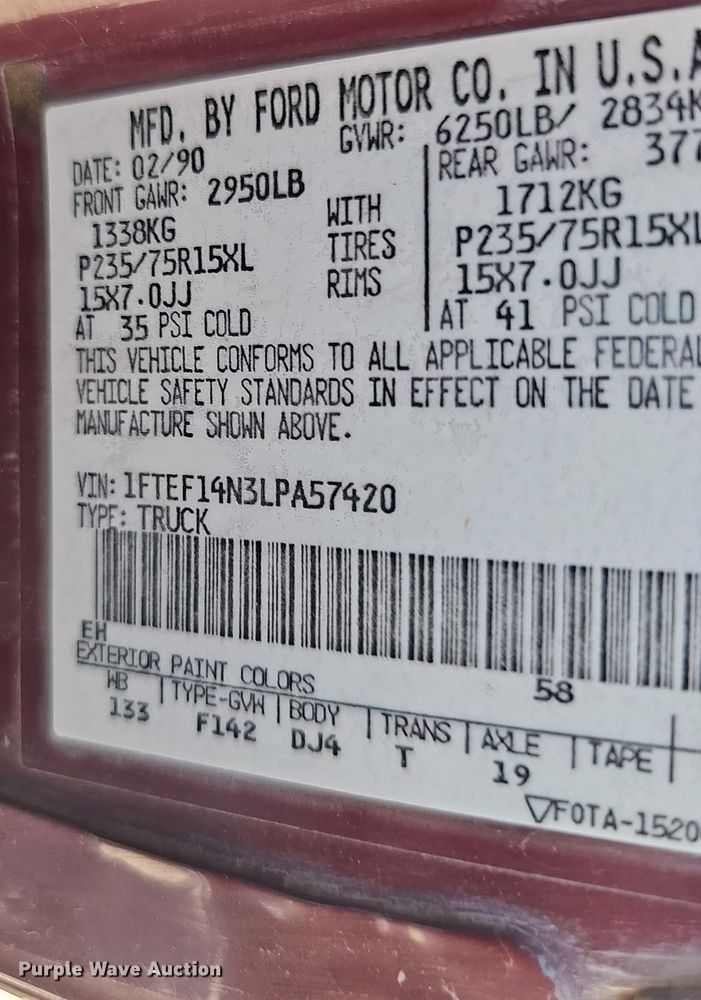 MFD. BY FORD MOTOR CO. IN U.S.A
DATE: 02/90 GVWR: 6250LB/ 2834K
FRONT GAWR: 2950LB REAR GAWR: 377
1338KG WITH 1712KG
P235/75R15XL TIRES P235/75R15XL
15X7.0JJ RIMS 15X7.0JJ
AT 35 PSI COLD AT 41 PSI COLD
THIS VEHICLE CONFORMS TO ALL APPLICABLE FEDERAL
VEHICLE SAFETY STANDARDS IN EFFECT ON THE DATE
MANUFACTURE SHOWN ABOVE.
VIN: 1FTEF14N3LPA57420
TYPE: TRUCK
EH
EXTERIOR PAINT COLORS 58
WB | TYPE-GVW | BODY | TRANS | AXLE | TAPE |
133 F142 DJ4 T 19
▽F0TA-1520
Purple Wave Auction